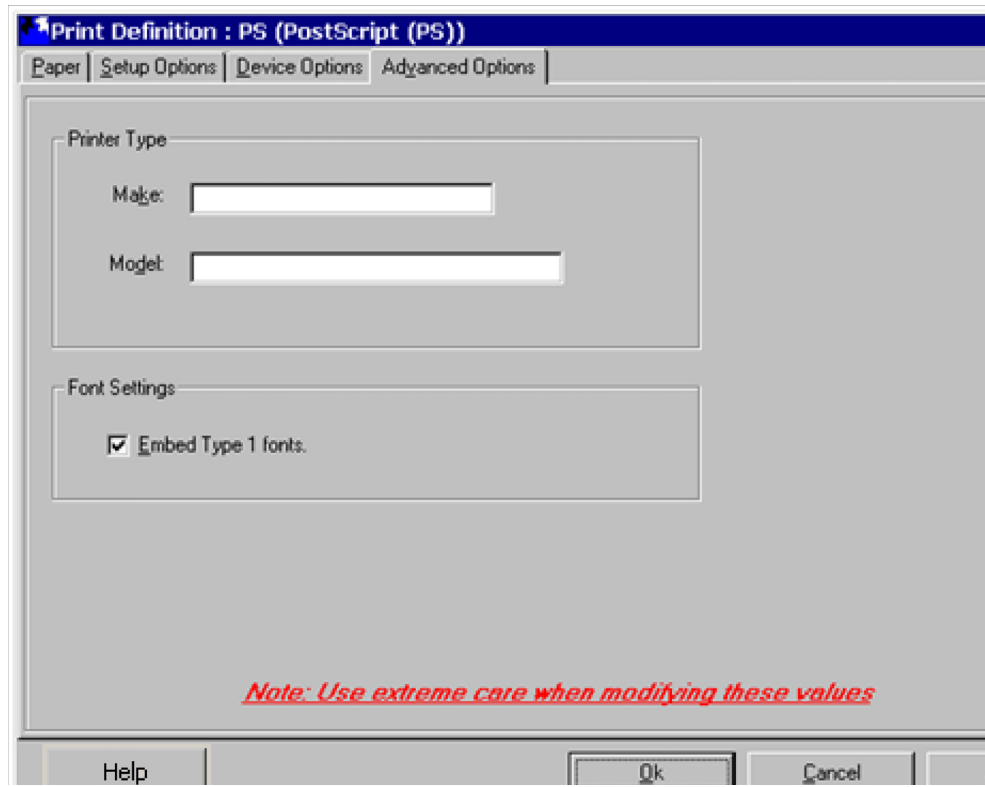 Print Definition : PS (PostScript (PS))
Paper Setup Options Device Options Advanced Options
Printer Type
Make:
Model:
Font Settings
Embed Type 1 fonts.
Note: Use extreme care when modifying these values
Help Ok Cancel